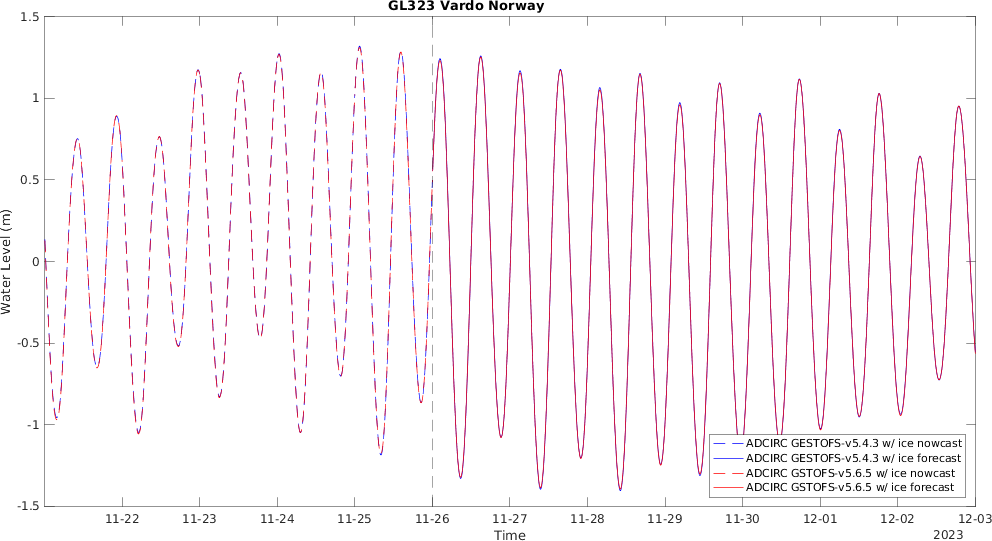 GL323 Vardo Norway
1.5
1
0.5
0
-0.5
-1
-1.5
Water Level (m)
ADCIRC GESTOFS-v5.4.3 w/ ice nowcast
ADCIRC GESTOFS-v5.4.3 w/ ice forecast
ADCIRC GSTOFS-v5.6.5 w/ ice nowcast
ADCIRC GSTOFS-v5.6.5 w/ ice forecast
11-22 11-23 11-24 11-25 11-26 11-27 11-28 11-29 11-30 12-01 12-02 12-03
Time
2023